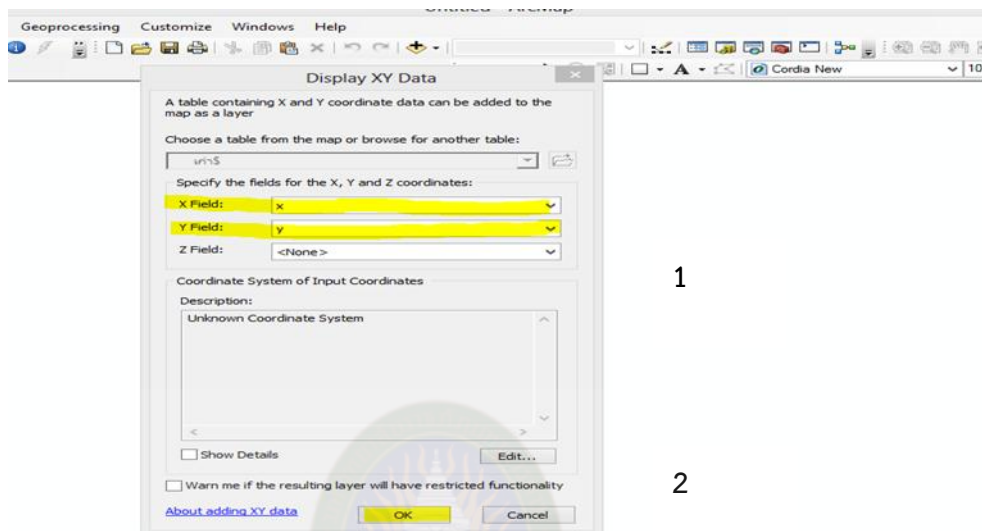 Untitled - ArcMap
Geoprocessing Customize Windows Help
A Cordia New 10
Display XY Data
A table containing X and Y coordinate data can be added to the
map as a layer
Choose a table from the map or browse for another table:
Specify the fields for the X, Y and Z coordinates:
X Field: x
Y Field: y
Z Field: <None>
1
Coordinate System of Input Coordinates
Description:
Unknown Coordinate System
Show Details Edit...
2
Warn me if the resulting layer will have restricted functionality
About adding XY data OK Cancel